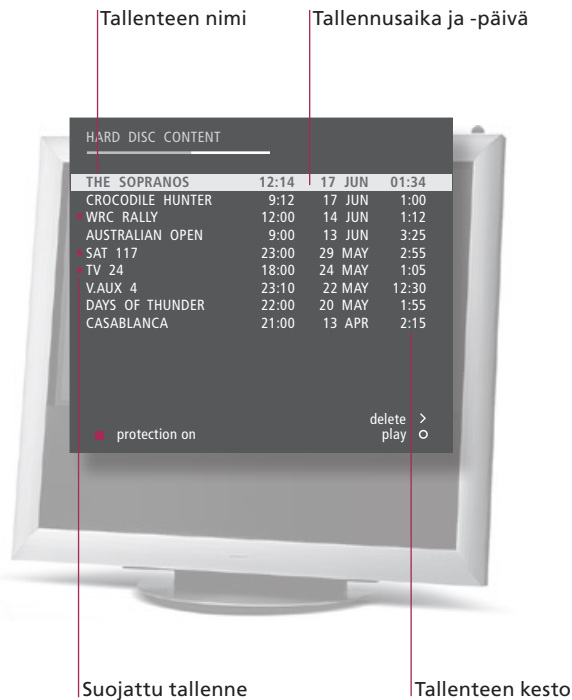 Tallenteen nimi
Tallennusaika ja -päivä
HARD DISC CONTENT
THE SOPRANOS 12:14 17 JUN 01:34
CROCODILE HUNTER 9:12 17 JUN 1:00
WRC RALLY 12:00 14 JUN 1:12
AUSTRALIAN OPEN 9:00 13 JUN 3:25
SAT 117 23:00 29 MAY 2:55
TV 24 18:00 24 MAY 1:05
V.AUX 4 23:10 22 MAY 12:30
DAYS OF THUNDER 22:00 20 MAY 1:55
CASABLANCA 21:00 13 APR 2:15
delete >
protection on play o
Suojattu tallenne
Tallenteen kesto